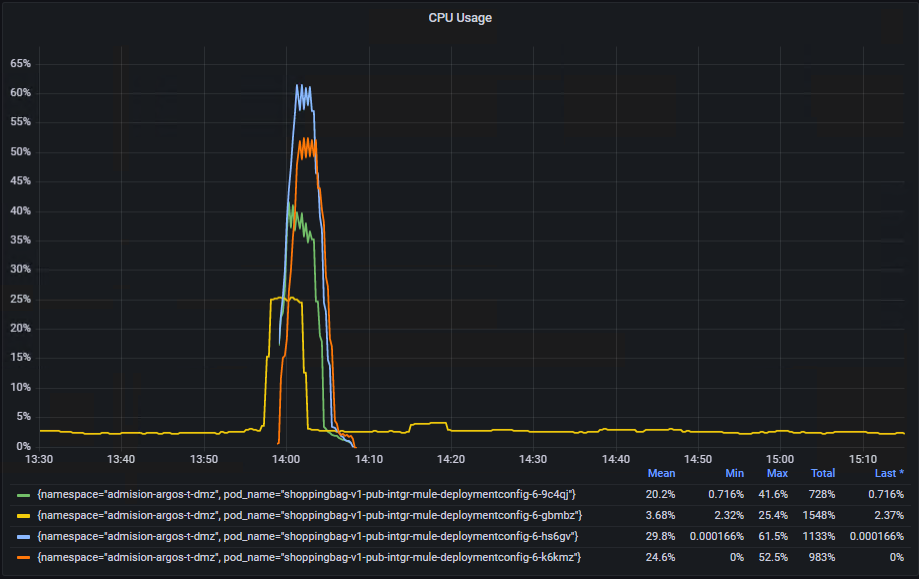 CPU Usage
65%
60%
55%
50%
45%
40%
35%
30%
25%
20%
15%
10%
5%
0%
13:30 13:40 13:50 14:00 14:10 14:20 14:30 14:40 14:50 15:00 15:10
Mean Min Max Total Last *
{namespace="admision-argos-t-dmz", pod_name="shoppingbag-v1-pub-intgr-mule-deploymentconfig-6-9c4qj"} 20.2% 0.716% 41.6% 728% 0.716%
{namespace="admision-argos-t-dmz", pod_name="shoppingbag-v1-pub-intgr-mule-deploymentconfig-6-gbmbz"} 3.68% 2.32% 25.4% 1548% 2.37%
{namespace="admision-argos-t-dmz", pod_name="shoppingbag-v1-pub-intgr-mule-deploymentconfig-6-hs6gv"} 29.8% 0.000166% 61.5% 1133% 0.000166%
{namespace="admision-argos-t-dmz", pod_name="shoppingbag-v1-pub-intgr-mule-deploymentconfig-6-k6kmz"} 24.6% 0% 52.5% 983% 0%